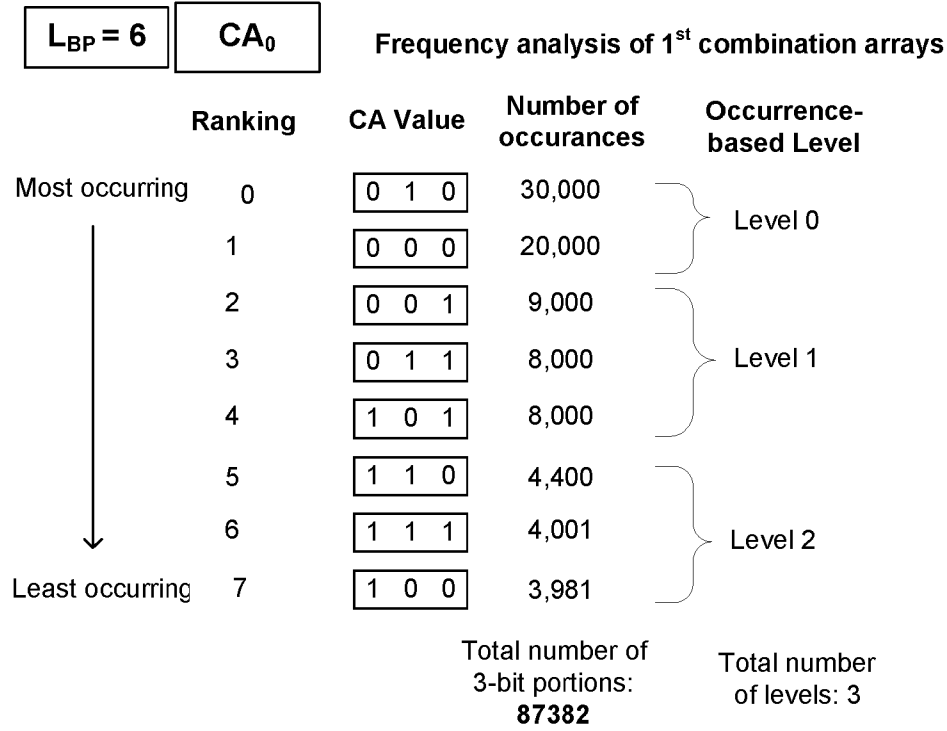 L_BP = 6 CA_0
Frequency analysis of 1^st combination arrays
Ranking CA Value Number of occurances Occurrence-based Level
Most occurring 0 0 1 0 30,000
Level 0
1 0 0 0 20,000
2 0 0 1 9,000
3 0 1 1 8,000 Level 1
4 1 0 1 8,000
5 1 1 0 4,400
6 1 1 1 4,001 Level 2
Least occurring 7 1 0 0 3,981
Total number of
3-bit portions:
87382
Total number
of levels: 3